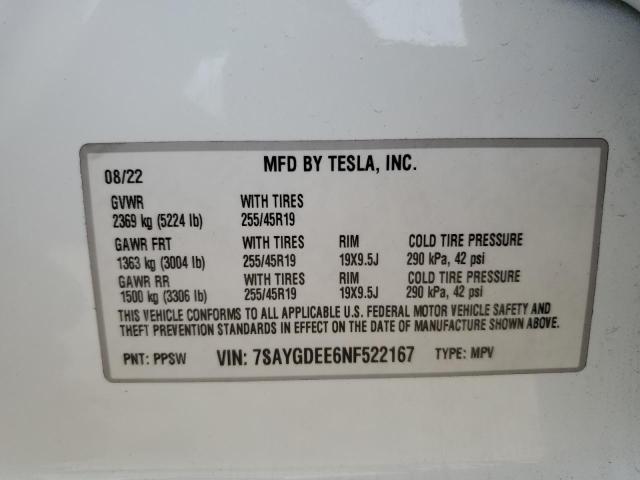 08/22 MFD BY TESLA, INC.
GVWR WITH TIRES
2369 kg (5224 lb) 255/45R19
GAWR FRT WITH TIRES RIM COLD TIRE PRESSURE
1363 kg (3004 lb) 255/45R19 19X9.5J 290 kPa, 42 psi
GAWR RR WITH TIRES RIM COLD TIRE PRESSURE
1500 kg (3306 lb) 255/45R19 19X9.5J 290 kPa, 42 psi
THIS VEHICLE CONFORMS TO ALL APPLICABLE U.S. FEDERAL MOTOR VEHICLE SAFETY AND
THEFT PREVENTION STANDARDS IN EFFECT ON THE DATE OF MANUFACTURE SHOWN ABOVE.
PNT: PPSW VIN: 7SAYGDEE6NF522167 TYPE: MPV